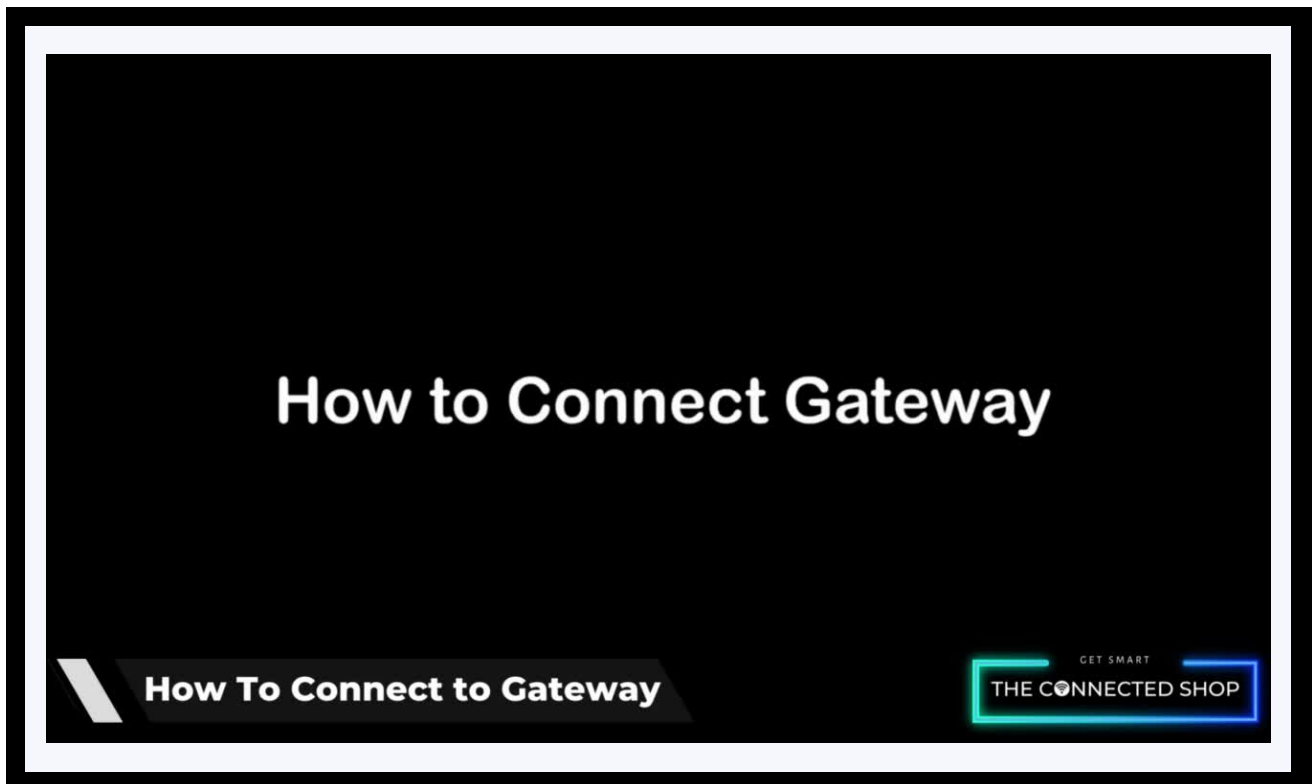 How to Connect Gateway
How To Connect to Gateway
GET SMART
THE CONNECTED SHOP